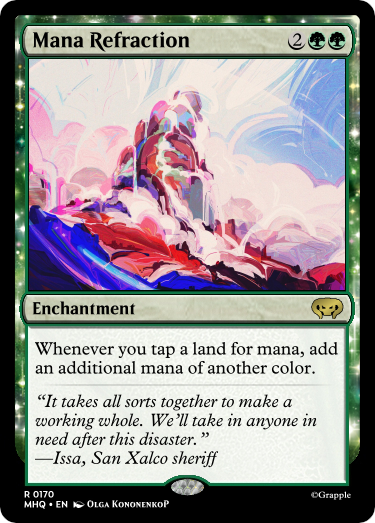 Mana Refraction 2
Enchantment
Whenever you tap a land for mana, add
an additional mana of another color.
“It takes all sorts together to make a
working whole. We’ll take in anyone in
need after this disaster.”
—Issa, San Xalco sheriff
R 0170
MHQ • EN Olga KononenkoP
©Grapple